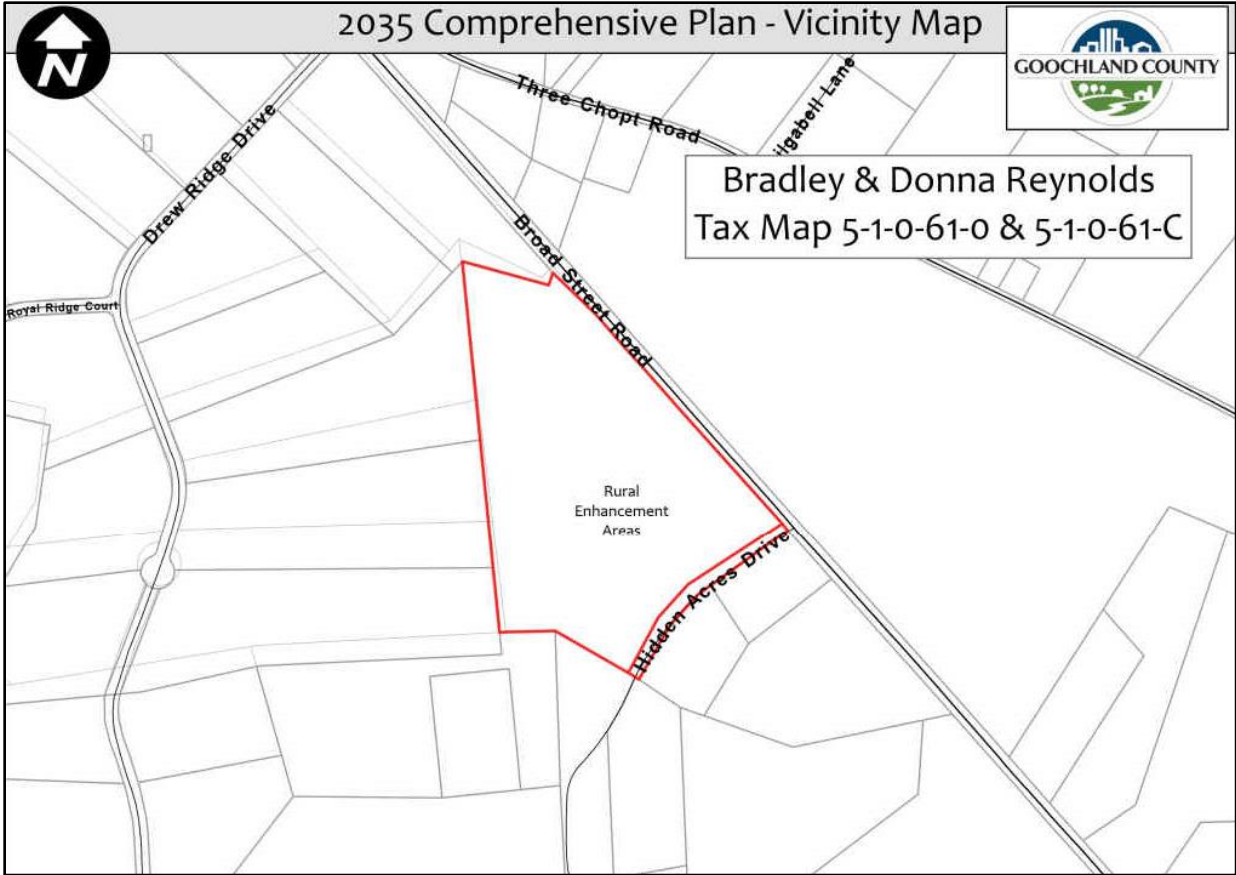 2035 Comprehensive Plan - Vicinity Map
N
GOOCHLAND COUNTY
Three Chopt Road
Bradley & Donna Reynolds
Tax Map 5-1-0-61-0 & 5-1-0-61-C
Drew Ridge Drive
Broad Street Road
Royal Ridge Court
Rural
Enhancement
Areas
Hidden Acres Drive
Lane